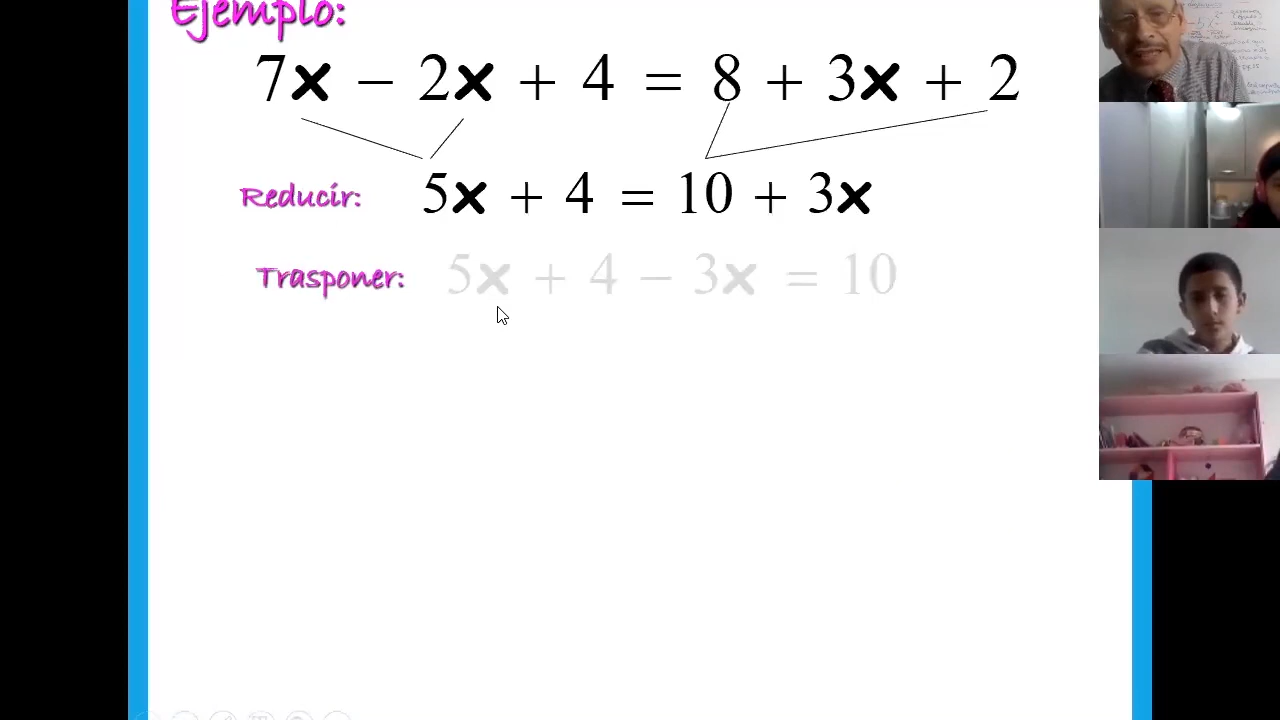 Ejemplo:
7x − 2x + 4 = 8 + 3x + 2
Reducir: 5x + 4 = 10 + 3x
Trasponer: 5x + 4 − 3x = 10